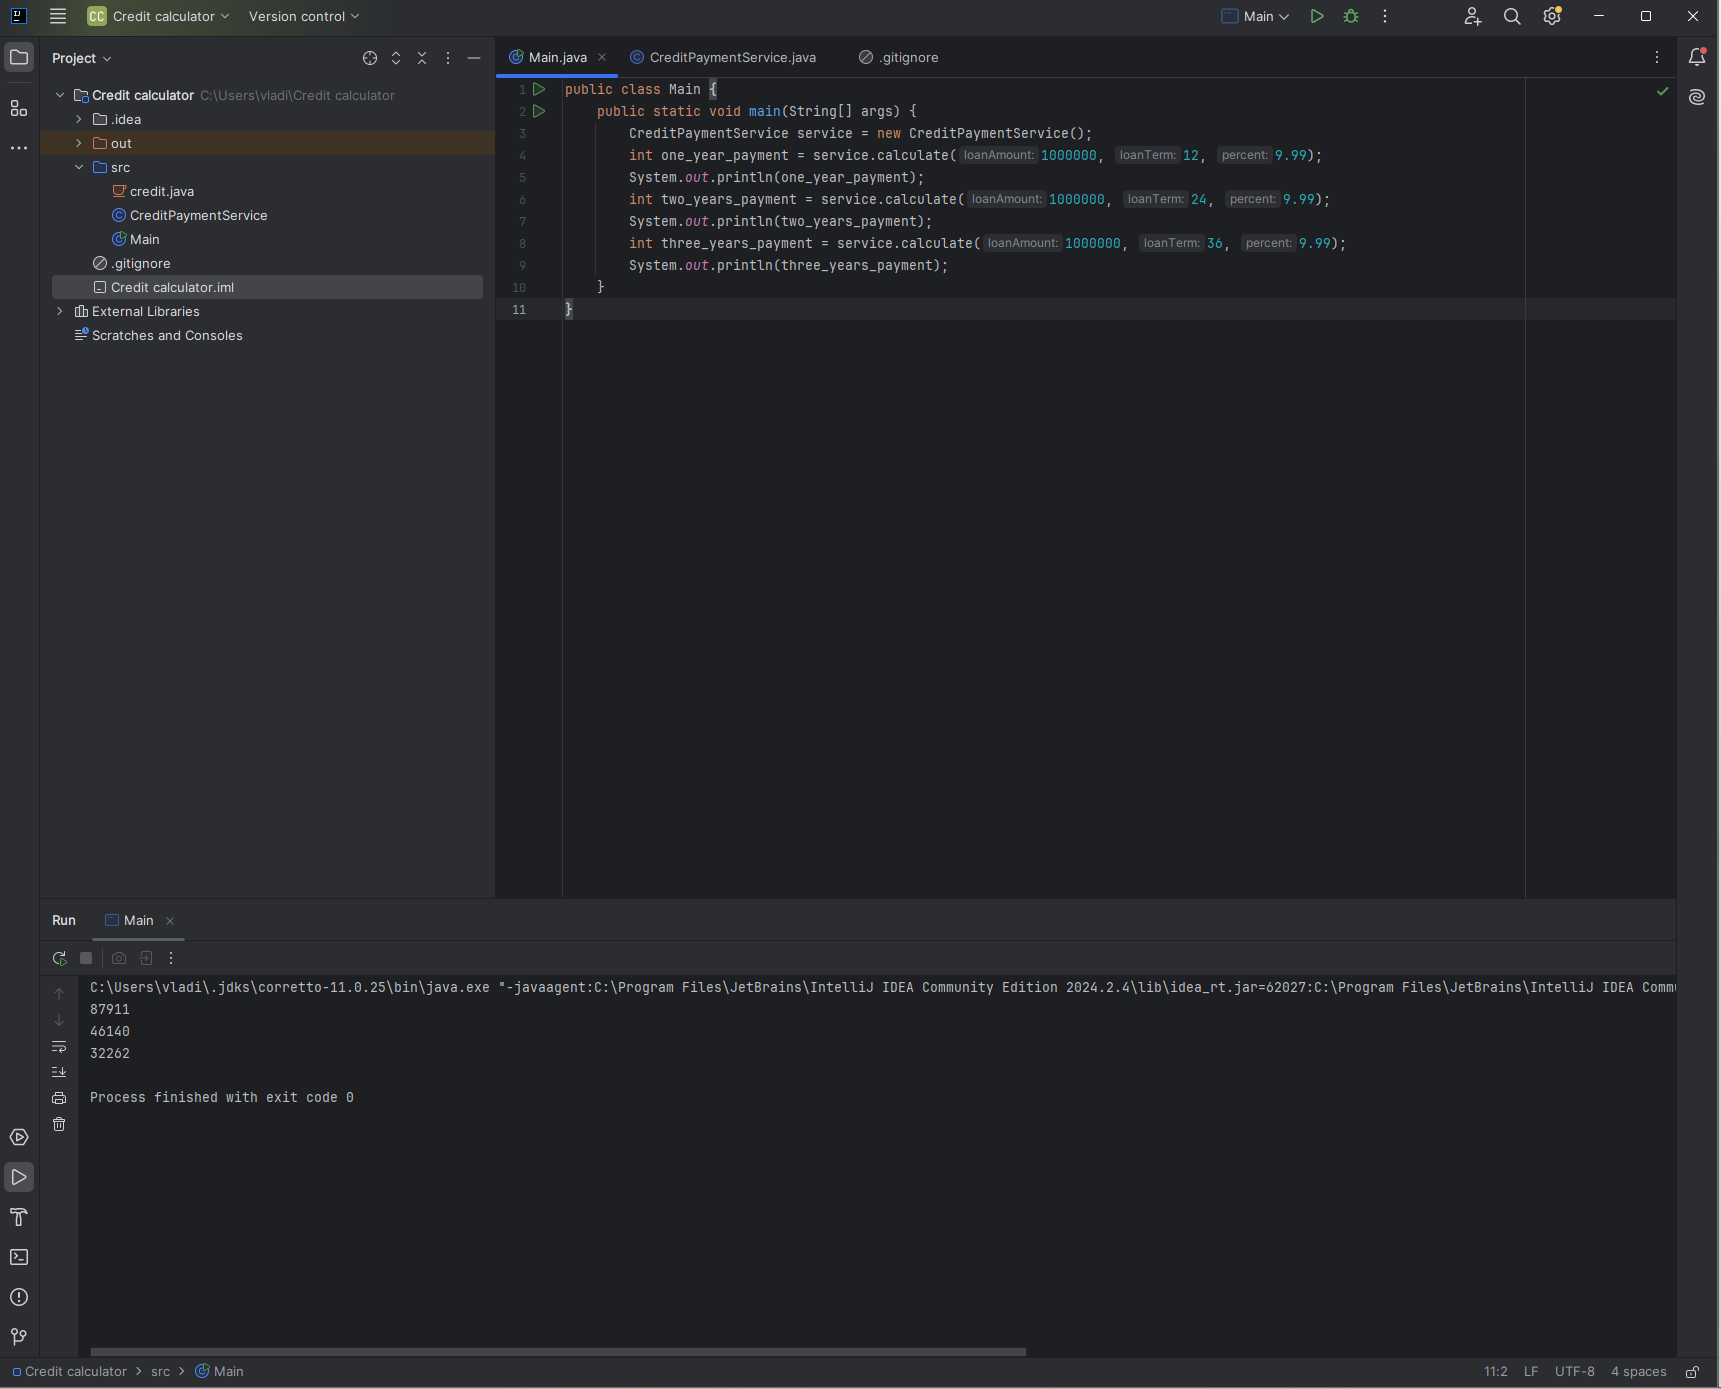 CC Credit calculator Version control Main
Project
Main.java CreditPaymentService.java .gitignore
Credit calculator C:\Users\vladi\Credit calculator
.idea
out
src
credit.java
CreditPaymentService
Main
.gitignore
Credit calculator.iml
External Libraries
Scratches and Consoles
1 public class Main {
2 public static void main(String[] args) {
3 CreditPaymentService service = new CreditPaymentService();
4 int one_year_payment = service.calculate( loanAmount: 1000000, loanTerm: 12, percent: 9.99);
5 System.out.println(one_year_payment);
6 int two_years_payment = service.calculate( loanAmount: 1000000, loanTerm: 24, percent: 9.99);
7 System.out.println(two_years_payment);
8 int three_years_payment = service.calculate( loanAmount: 1000000, loanTerm: 36, percent: 9.99);
9 System.out.println(three_years_payment);
10 }
11 }
Run Main
C:\Users\vladi\.jdks\corretto-11.0.25\bin\java.exe "-javaagent:C:\Program Files\JetBrains\IntelliJ IDEA Community Edition 2024.2.4\lib\idea_rt.jar=62027:C:\Program Files\JetBrains\IntelliJ IDEA Comm
87911
46140
32262
Process finished with exit code 0
Credit calculator > src > Main 11:2 LF UTF-8 4 spaces